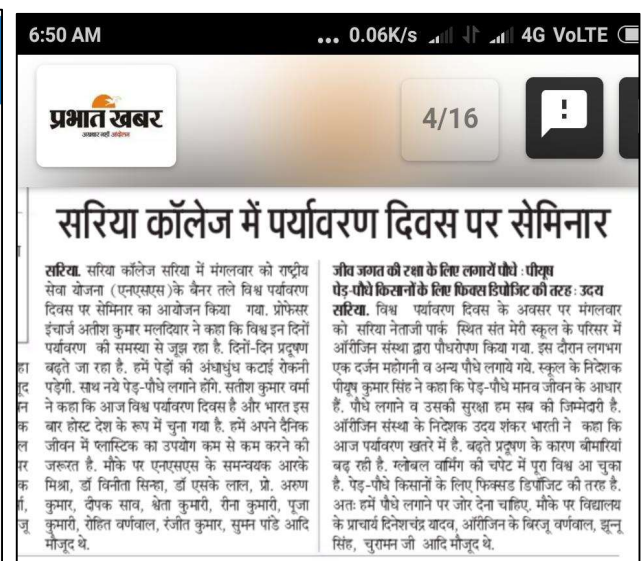 6:50 AM
... 0.06K/s 4G VoLTE
प्रभात खबर
अखबार नहीं आंदोलन
4/16
सरिया कॉलेज में पर्यावरण दिवस पर सेमिनार
सरिया. सरिया कॉलेज सरिया में मंगलवार को राष्ट्रीय
सेवा योजना (एनएसएस )के बैनर तले विश्व पर्यावरण
दिवस पर सेमिनार का आयोजन किया गया. प्रोफेसर
इंचार्ज अतीश कुमार मलदियार ने कहा कि विश्व इन दिनों
पर्यावरण की समस्या से जूझ रहा है. दिनों-दिन प्रदूषण
बढ़ते जा रहा है. हमें पेड़ों की अंधाधुंध कटाई रोकनी
पड़ेगी. साथ नये पेड़-पौधे लगाने होंगे. सतीश कुमार वर्मा
ने कहा कि आज विश्व पर्यावरण दिवस है और भारत इस
बार होस्ट देश के रूप में चुना गया है. हमें अपने दैनिक
जीवन में प्लास्टिक का उपयोग कम से कम करने की
जरूरत है. मौके पर एनएसएस के समन्वयक आरके
मिश्रा, डॉ विनीता सिन्हा, डॉ एसके लाल, प्रो. अरुण
कुमार, दीपक साव, श्वेता कुमारी, रीना कुमारी, पूजा
कुमारी, रोहित वर्णवाल, रंजीत कुमार, सुमन पांडे आदि
मौजूद थे.
जीव जगत की रक्षा के लिए लगायें पौधे : पीयूष
पेड़-पौधे किसानों के लिए फिक्स डिपोजिट की तरह : उदय
सरिया. विश्व पर्यावरण दिवस के अवसर पर मंगलवार
को सरिया नेताजी पार्क स्थित संत मेरी स्कूल के परिसर में
ऑरीजिन संस्था द्वारा पौधरोपण किया गया. इस दौरान लगभग
एक दर्जन महोगनी व अन्य पौधे लगाये गये. स्कूल के निदेशक
पीयूष कुमार सिंह ने कहा कि पेड़-पौधे मानव जीवन के आधार
हैं. पौधे लगाने व उसकी सुरक्षा हम सब की जिम्मेदारी है.
ऑरीजिन संस्था के निदेशक उदय शंकर भारती ने कहा कि
आज पर्यावरण खतरे में है. बढ़ते प्रदूषण के कारण बीमारियां
बढ़ रही है. ग्लोबल वार्मिंग की चपेट में पूरा विश्व आ चुका
है. पेड़-पौधे किसानों के लिए फिक्सड डिपॉजिट की तरह है.
अतः हमें पौधे लगाने पर जोर देना चाहिए. मौके पर विद्यालय
के प्राचार्य दिनेशचंद्र यादव, ऑरीजिन के बिरजू वर्णवाल, झून्नू
सिंह, चुरामन जी आदि मौजूद थे.